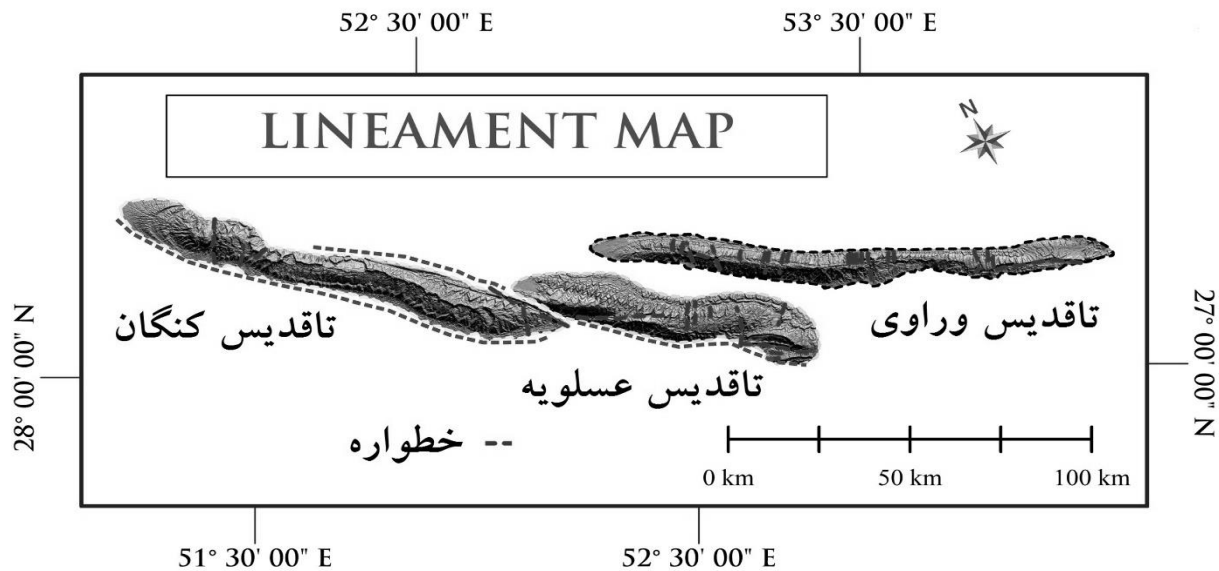 52° 30' 00" E
53° 30' 00" E
LINEAMENT MAP
N
تاقدیس کنگان
تاقدیس وراوی
تاقدیس عسلویه
28° 00' 00" N
27° 00' 00" N
خطواره
0 km
50 km
100 km
51° 30' 00" E
52° 30' 00" E